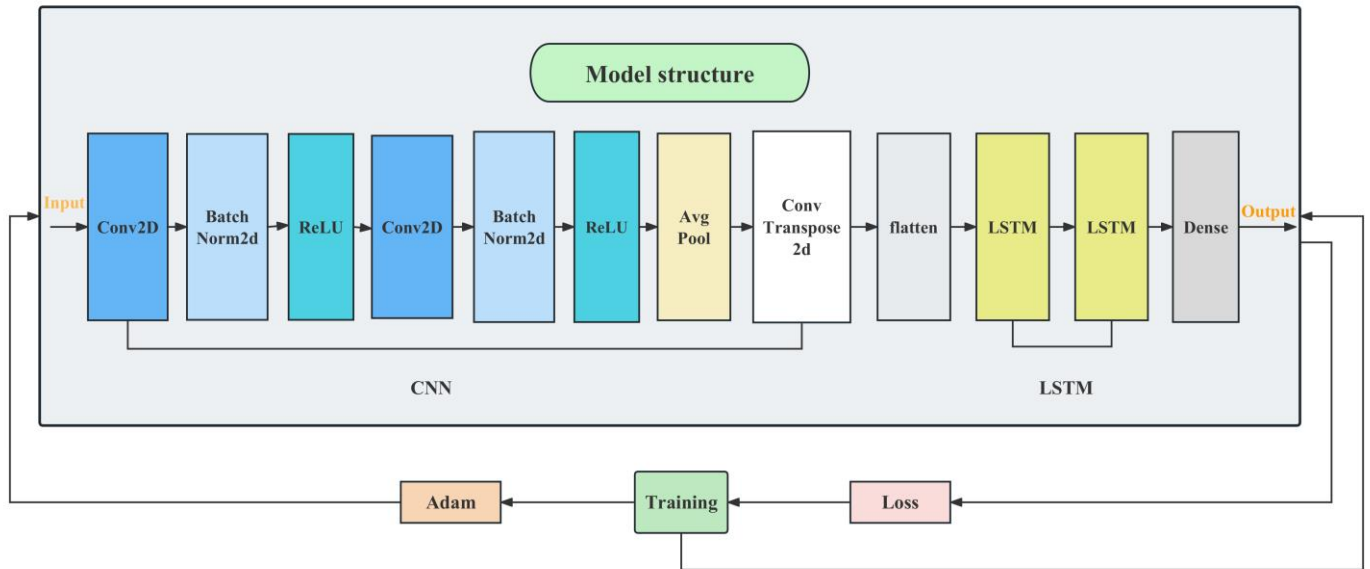 Model structure
Input
Conv2D
Batch
Norm2d
ReLU
Conv2D
Batch
Norm2d
ReLU
Avg
Pool
Conv
Transpose
2d
flatten
LSTM
LSTM
Dense
Output
CNN
LSTM
Adam
Training
Loss